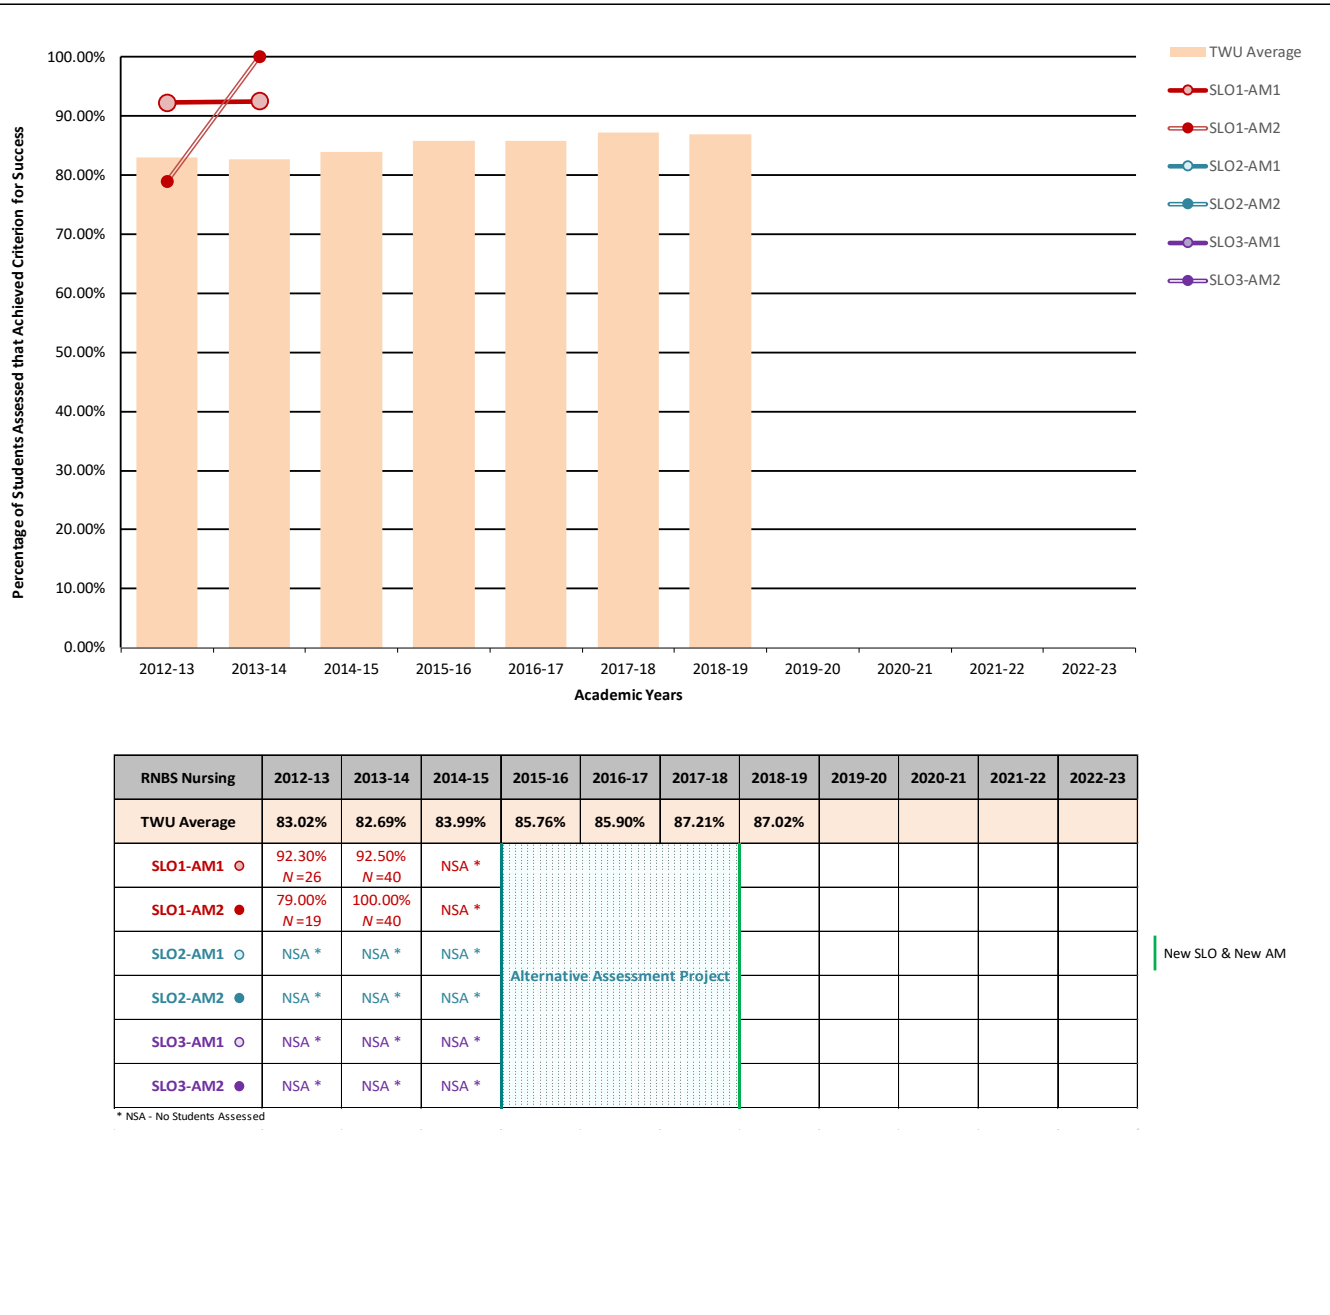 100.00%
90.00%
80.00%
70.00%
60.00%
50.00%
40.00%
30.00%
20.00%
10.00%
0.00%
Percentage of Students Assessed that Achieved Criterion for Success
2012-13 2013-14 2014-15 2015-16 2016-17 2017-18 2018-19 2019-20 2020-21 2021-22 2022-23
Academic Years
TWU Average
SLO1-AM1
SLO1-AM2
SLO2-AM1
SLO2-AM2
SLO3-AM1
SLO3-AM2
RNBS Nursing 2012-13 2013-14 2014-15 2015-16 2016-17 2017-18 2018-19 2019-20 2020-21 2021-22 2022-23
TWU Average 83.02% 82.69% 83.99% 85.76% 85.90% 87.21% 87.02%
SLO1-AM1 92.30% 92.50% NSA *
N=26 N=40
SLO1-AM2 79.00% 100.00% NSA *
N=19 N=40
SLO2-AM1 NSA * NSA * NSA *
Alternative Assessment Project
SLO2-AM2 NSA * NSA * NSA *
SLO3-AM1 NSA * NSA * NSA *
SLO3-AM2 NSA * NSA * NSA *
* NSA - No Students Assessed
New SLO & New AM